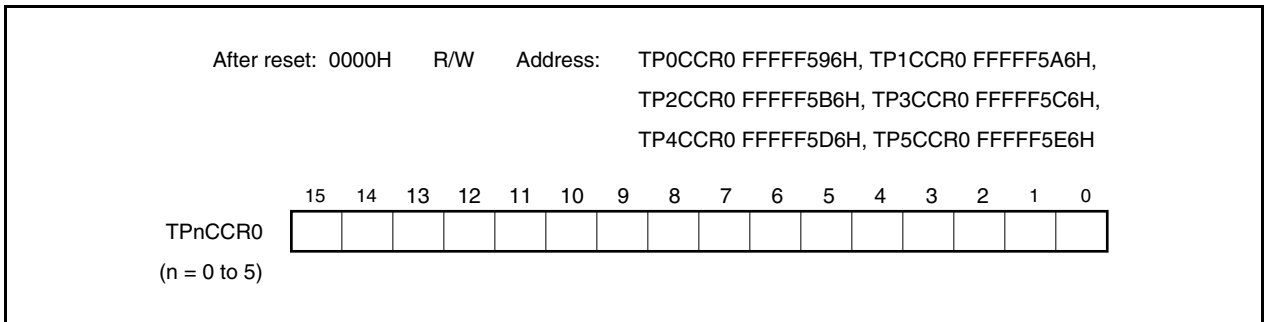 After reset: 0000H R/W Address: TP0CCR0 FFFFF596H, TP1CCR0 FFFFF5A6H,
TP2CCR0 FFFFF5B6H, TP3CCR0 FFFFF5C6H,
TP4CCR0 FFFFF5D6H, TP5CCR0 FFFFF5E6H
15 14 13 12 11 10 9 8 7 6 5 4 3 2 1 0
TPnCCR0
(n = 0 to 5)